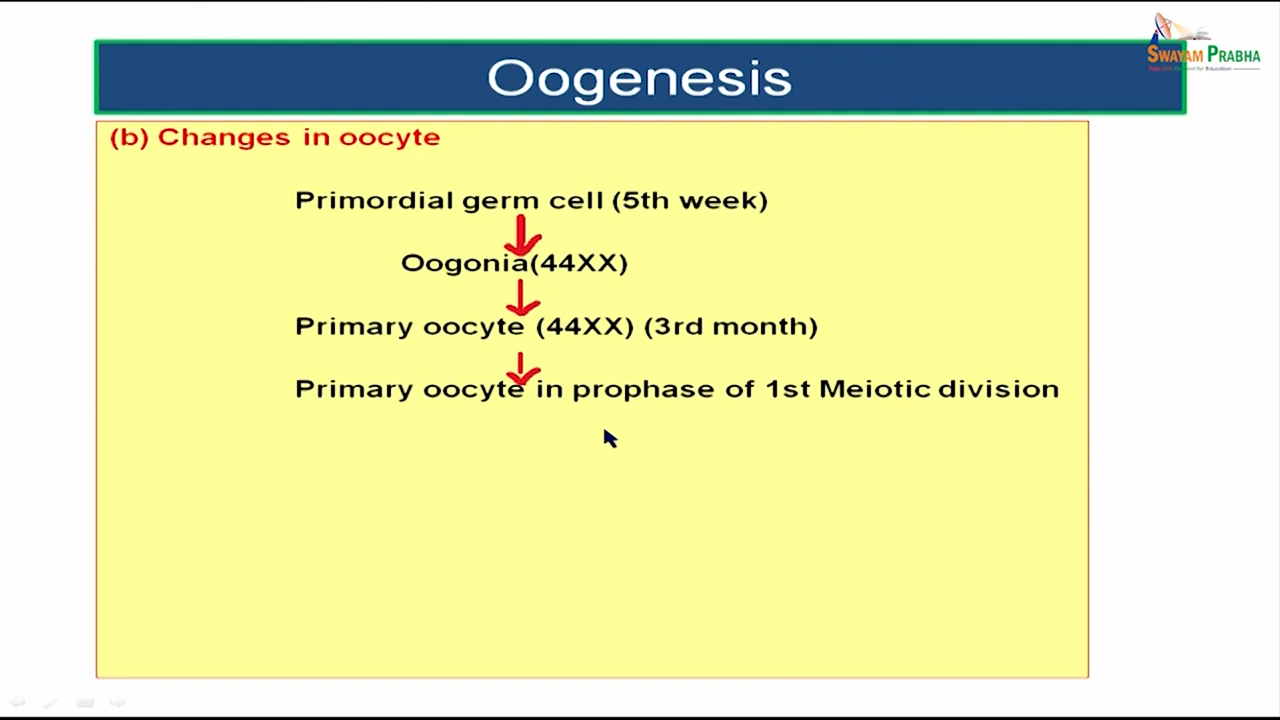 SWAYAM PRABHA
Oogenesis
(b) Changes in oocyte
Primordial germ cell (5th week)
Oogonia(44XX)
Primary oocyte (44XX) (3rd month)
Primary oocyte in prophase of 1st Meiotic division